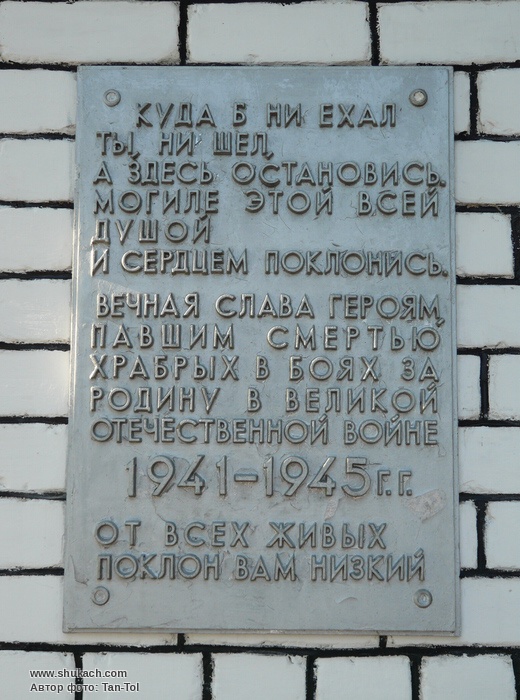 КУДА Б НИ ЕХАЛ
ТЫ, НИ ШЕЛ,
А ЗДЕСЬ ОСТАНОВИСЬ.
МОГИЛЕ ЭТОЙ ВСЕЙ
ДУШОЙ
И СЕРДЦЕМ ПОКЛОНИСЬ.
ВЕЧНАЯ СЛАВА ГЕРОЯМ,
ПАВШИМ СМЕРТЬЮ
ХРАБРЫХ В БОЯХ ЗА
РОДИНУ В ВЕЛИКОЙ
ОТЕЧЕСТВЕННОЙ ВОЙНЕ
1941-1945г.г.
ОТ ВСЕХ ЖИВЫХ
ПОКЛОН ВАМ НИЗКИЙ
www.shukach.com
Автор фото: Tan-Tol